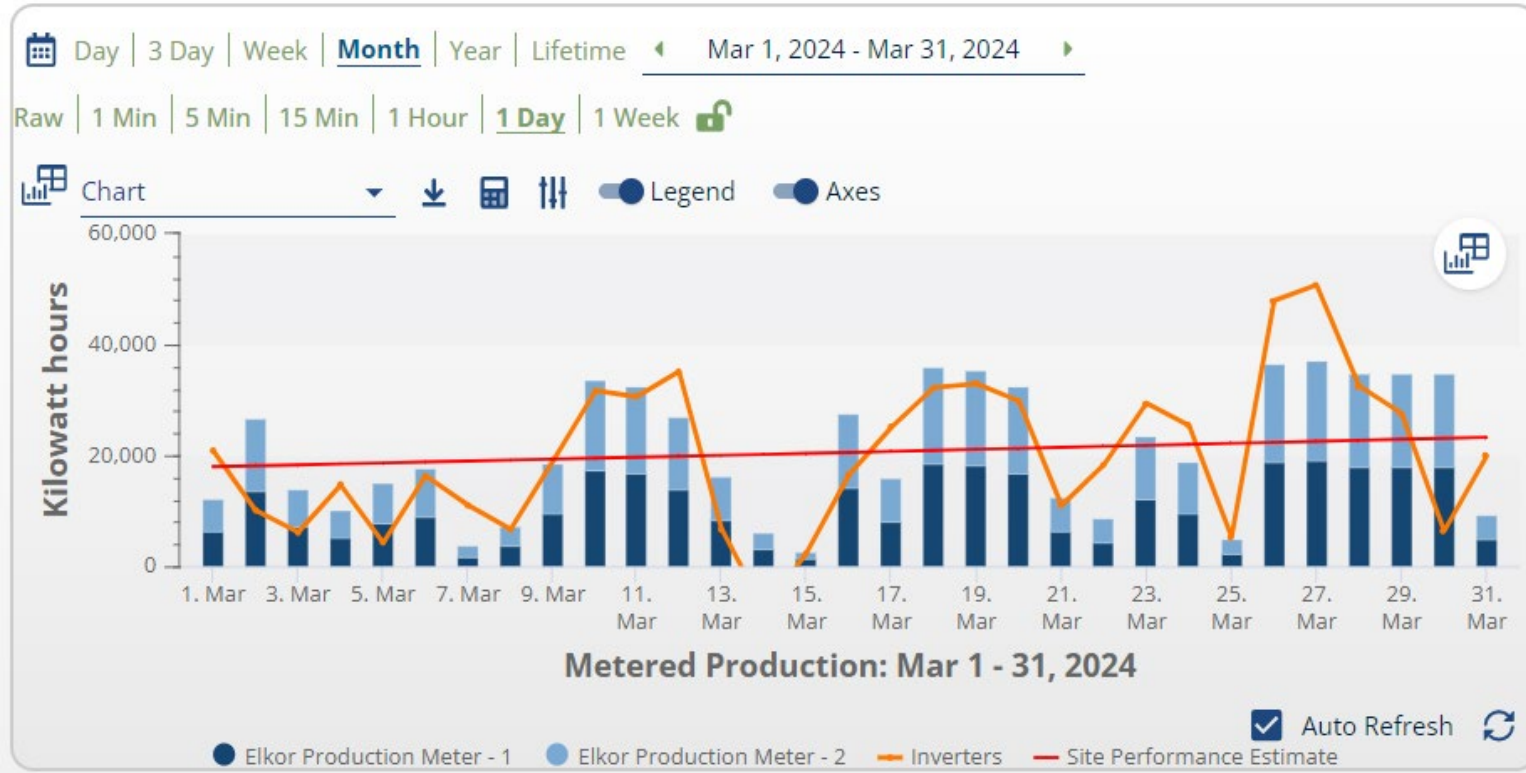 Day | 3 Day | Week | Month | Year | Lifetime Mar 1, 2024 - Mar 31, 2024
Raw | 1 Min | 5 Min | 15 Min | 1 Hour | 1 Day | 1 Week
Chart Legend Axes
Kilowatt hours
60,000
40,000
20,000
0
1. Mar 3. Mar 5. Mar 7. Mar 9. Mar 11. Mar 13. Mar 15. Mar 17. Mar 19. Mar 21. Mar 23. Mar 25. Mar 27. Mar 29. Mar 31. Mar
Metered Production: Mar 1 - 31, 2024
Auto Refresh
Elkor Production Meter - 1 Elkor Production Meter - 2 Inverters Site Performance Estimate